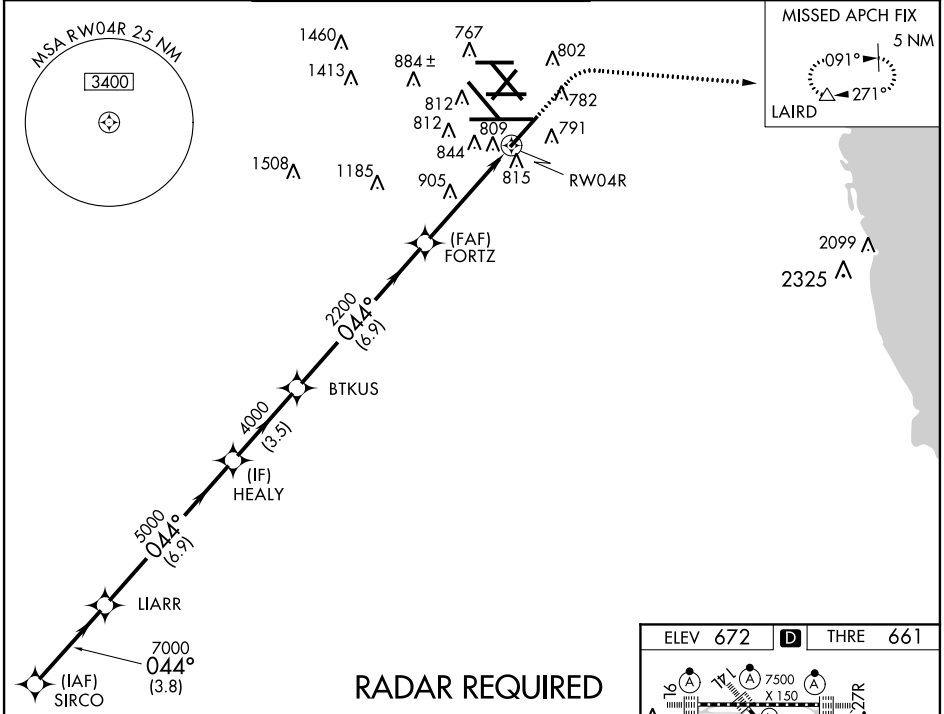 MSA RW04R 25 NM
3400
1460
1413
884 ±
767
802
812
782
812
844
809
791
1508
1185
905
815
RW04R
MISSED APCH FIX
5 NM
091°
271°
LAIRD
2099
2325
(FAF)
FORTZ
2200
044°
(6.9)
BTKUS
4000
(3.5)
(IF)
HEALY
5000
044°
(6.9)
LIARR
7000
044°
(3.8)
(IAF)
SIRCO
RADAR REQUIRED
ELEV 672
D
THRE 661
16
14L
A
A
7500
X 150
A
27R